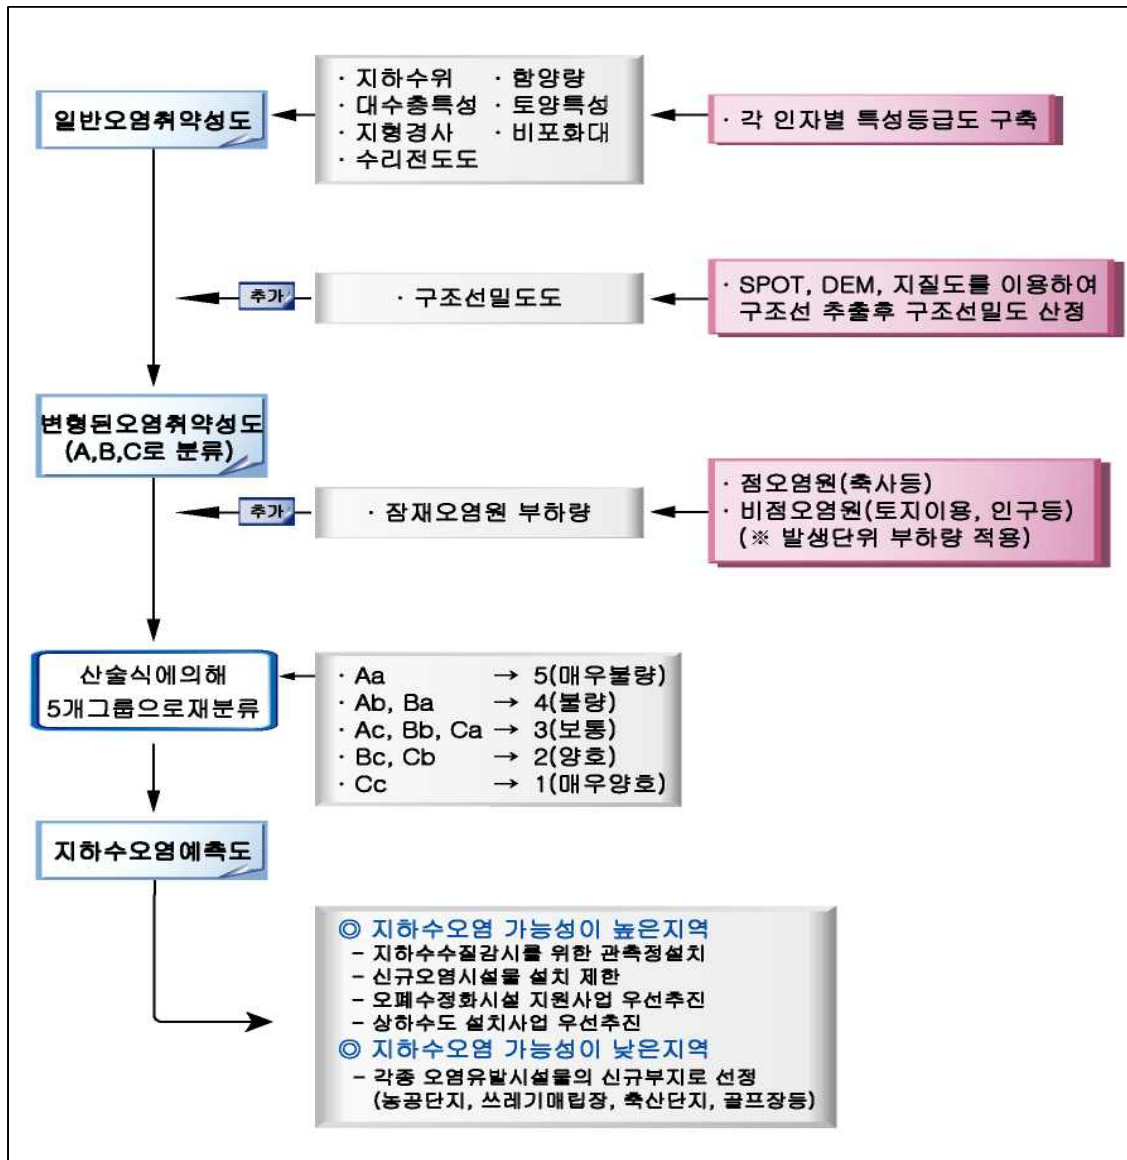 일반오염취약성도
· 지하수위 · 함양량
· 대수층특성 · 토양특성
· 지형경사 · 비포화대
· 수리전도도
· 각 인자별 특성등급도 구축
추가
· 구조선밀도도
· SPOT, DEM, 지질도를 이용하여
구조선 추출후 구조선밀도 산정
변형된오염취약성도
(A,B,C로 분류)
추가
· 잠재오염원 부하량
· 점오염원(축사등)
· 비점오염원(토지이용, 인구등)
(※ 발생단위 부하량 적용)
산술식에의해
5개그룹으로재분류
· Aa → 5(매우불량)
· Ab, Ba → 4(불량)
· Ac, Bb, Ca → 3(보통)
· Bc, Cb → 2(양호)
· Cc → 1(매우양호)
지하수오염예측도
◎ 지하수오염 가능성이 높은지역
– 지하수수질감시를 위한 관측정설치
– 신규오염시설물 설치 제한
– 오폐수정화시설 지원사업 우선추진
– 상하수도 설치사업 우선추진
◎ 지하수오염 가능성이 낮은지역
– 각종 오염유발시설물의 신규부지로 선정
(농공단지, 쓰레기매립장, 축산단지, 골프장등)